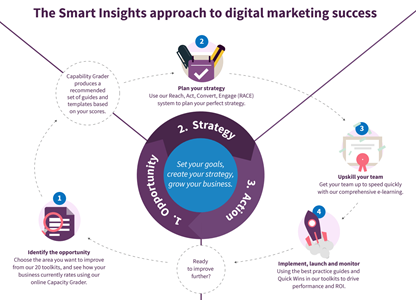 The Smart Insights approach to digital marketing success
2
Capability Grader
produces a
recommended
set of guides and
templates based
on your scores.
Plan your strategy
Use our Reach, Act, Convert, Engage (RACE)
system to plan your perfect strategy.
2. Strategy
3
Set your goals,
create your strategy,
grow your business.
1. Opportunity
3. Action
Upskill your team
Get your team up to speed quickly
with our comprehensive e-learning.
1
4
Identify the opportunity
Choose the area you want to improve
from our 20 toolkits, and see how your
business currently rates using our
online Capacity Grader.
Ready
to improve
further?
Implement, launch and monitor
Using the best practice guides and
Quick Wins in our toolkits to drive
performance and ROI.